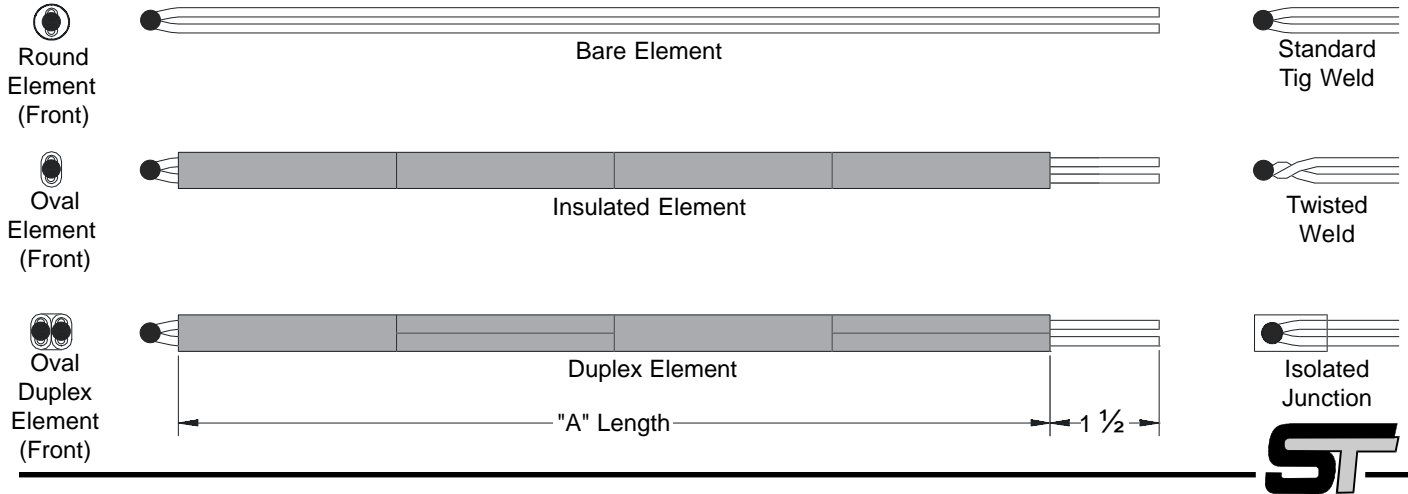 Round
Element
(Front)
Bare Element
Standard
Tig Weld
Oval
Element
(Front)
Insulated Element
Twisted
Weld
Oval
Duplex
Element
(Front)
Duplex Element
"A" Length
1 ½
Isolated
Junction
ST